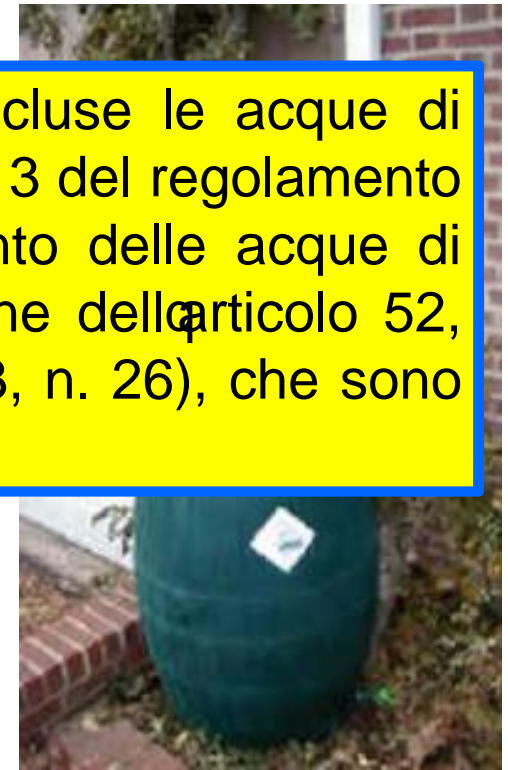 cluse le acque di
3 del regolamento
nto delle acque di
ne dell'articolo 52,
3, n. 26), che sono